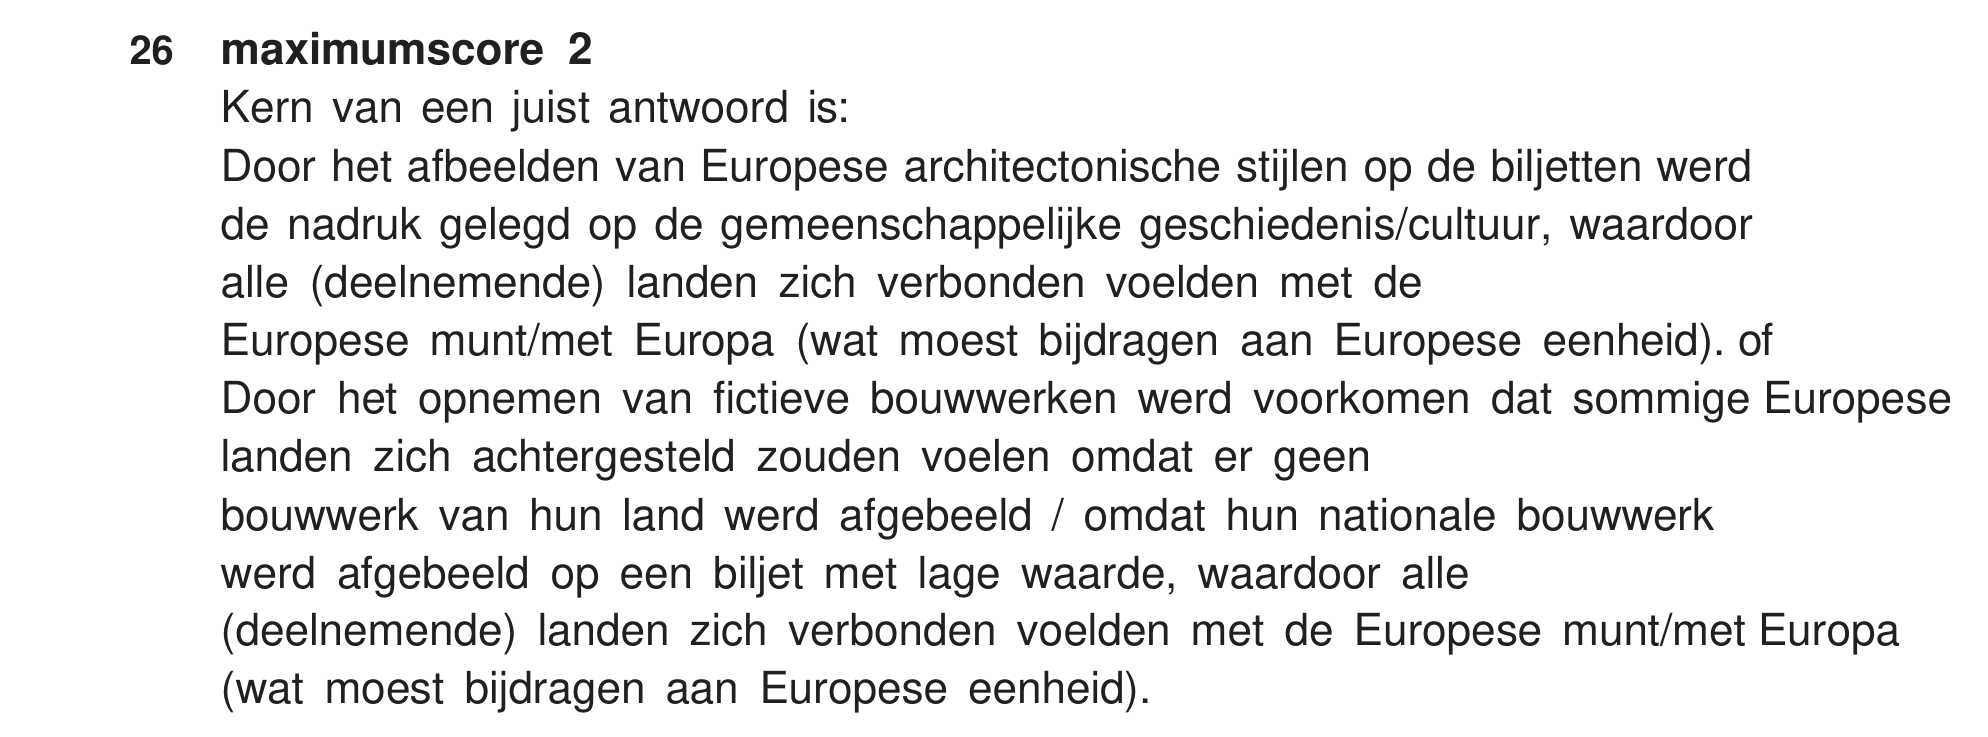 26 maximumscore 2
Kern van een juist antwoord is:
Door het afbeelden van Europese architectonische stijlen op de biljetten werd
de nadruk gelegd op de gemeenschappelijke geschiedenis/cultuur, waardoor
alle (deelnemende) landen zich verbonden voelden met de
Europese munt/met Europa (wat moest bijdragen aan Europese eenheid). of
Door het opnemen van fictieve bouwwerken werd voorkomen dat sommige Europese
landen zich achtergesteld zouden voelen omdat er geen
bouwwerk van hun land werd afgebeeld / omdat hun nationale bouwwerk
werd afgebeeld op een biljet met lage waarde, waardoor alle
(deelnemende) landen zich verbonden voelden met de Europese munt/met Europa
(wat moest bijdragen aan Europese eenheid).